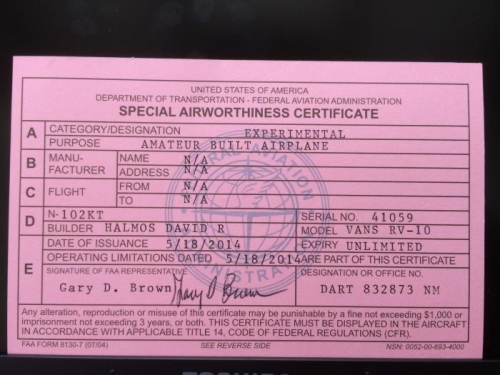 UNITED STATES OF AMERICA
DEPARTMENT OF TRANSPORTATION - FEDERAL AVIATION ADMINISTRATION
SPECIAL AIRWORTHINESS CERTIFICATE
A CATEGORY/DESIGNATION EXPERIMENTAL
PURPOSE AMATEUR BUILT AIRPLANE
B MANU-FACTURER NAME N/A
ADDRESS N/A
C FLIGHT FROM N/A
TO N/A
D N-102KT SERIAL NO. 41059
BUILDER HALMOS DAVID R MODEL VANS RV-10
DATE OF ISSUANCE 5/18/2014 EXPIRY UNLIMITED
E OPERATING LIMITATIONS DATED 5/18/2014 ARE PART OF THIS CERTIFICATE
SIGNATURE OF FAA REPRESENTATIVE DESIGNATION OR OFFICE NO.
Gary D. Brown Gary D Brown DART 832873 NM
Any alteration, reproduction or misuse of this certificate may be punishable by a fine not exceeding $1,000 or
imprisonment not exceeding 3 years, or both. THIS CERTIFICATE MUST BE DISPLAYED IN THE AIRCRAFT
IN ACCORDANCE WITH APPLICABLE TITLE 14, CODE OF FEDERAL REGULATIONS (CFR).
FAA FORM 8130-7 (07/04) SEE REVERSE SIDE NSN: 0052-00-693-4000